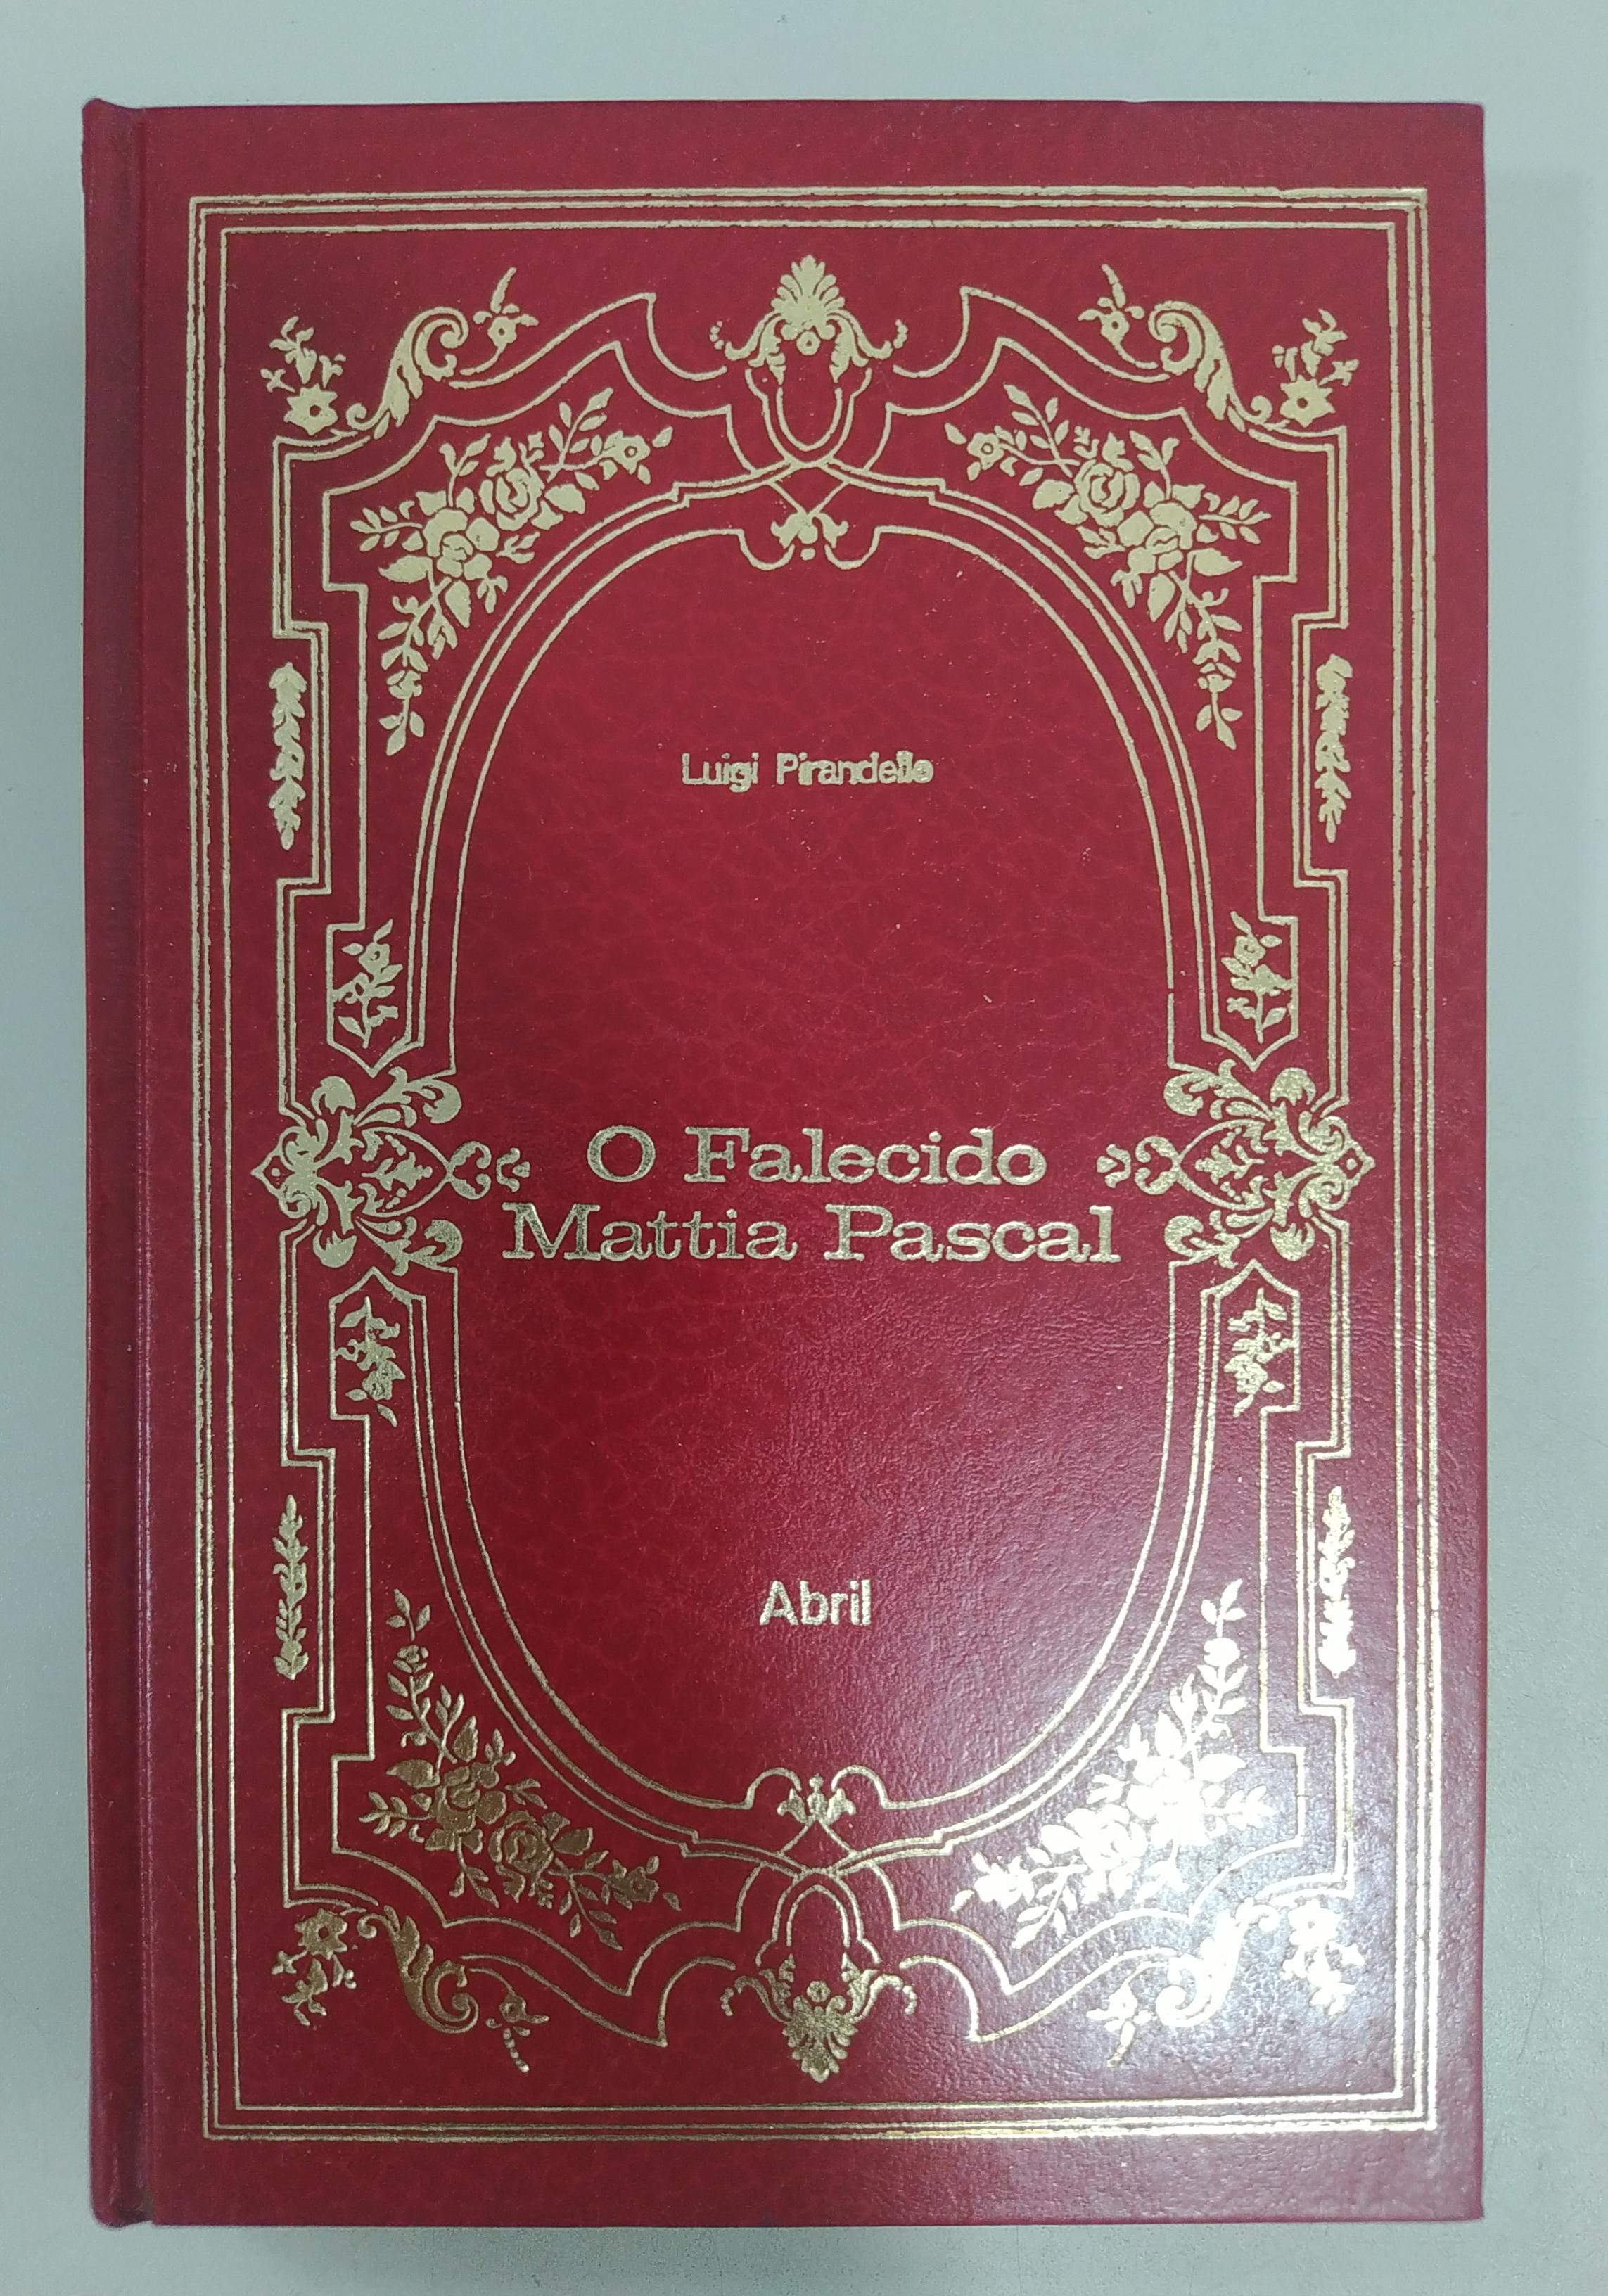 Luigi Pirandello
O Falecido
Mattia Pascal
Abril